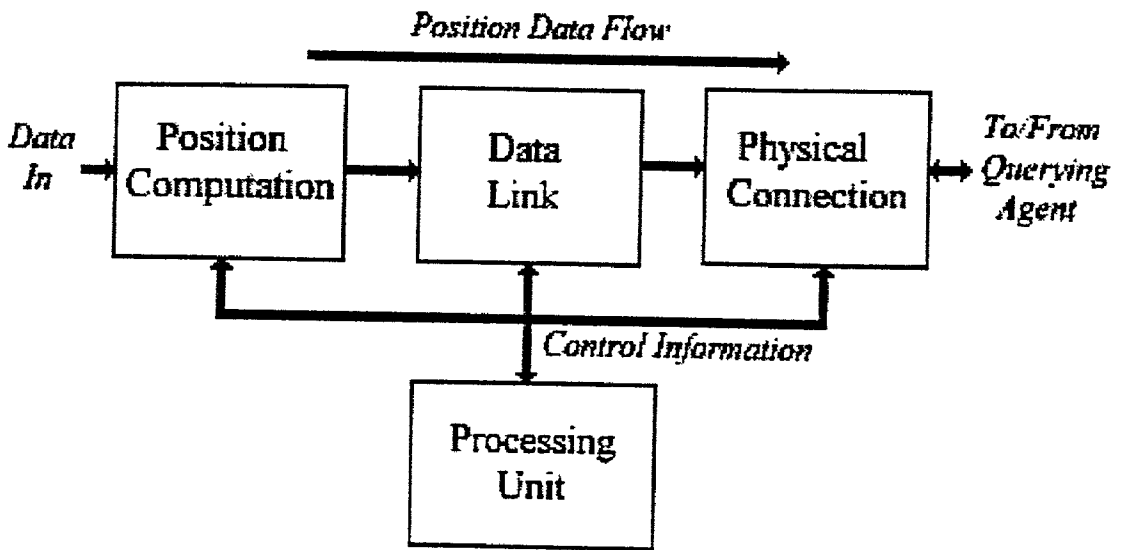 Position Data Flow
Data
In
Position
Computation
Data
Link
Physical
Connection
To/From
Querying
Agent
Control Information
Processing
Unit